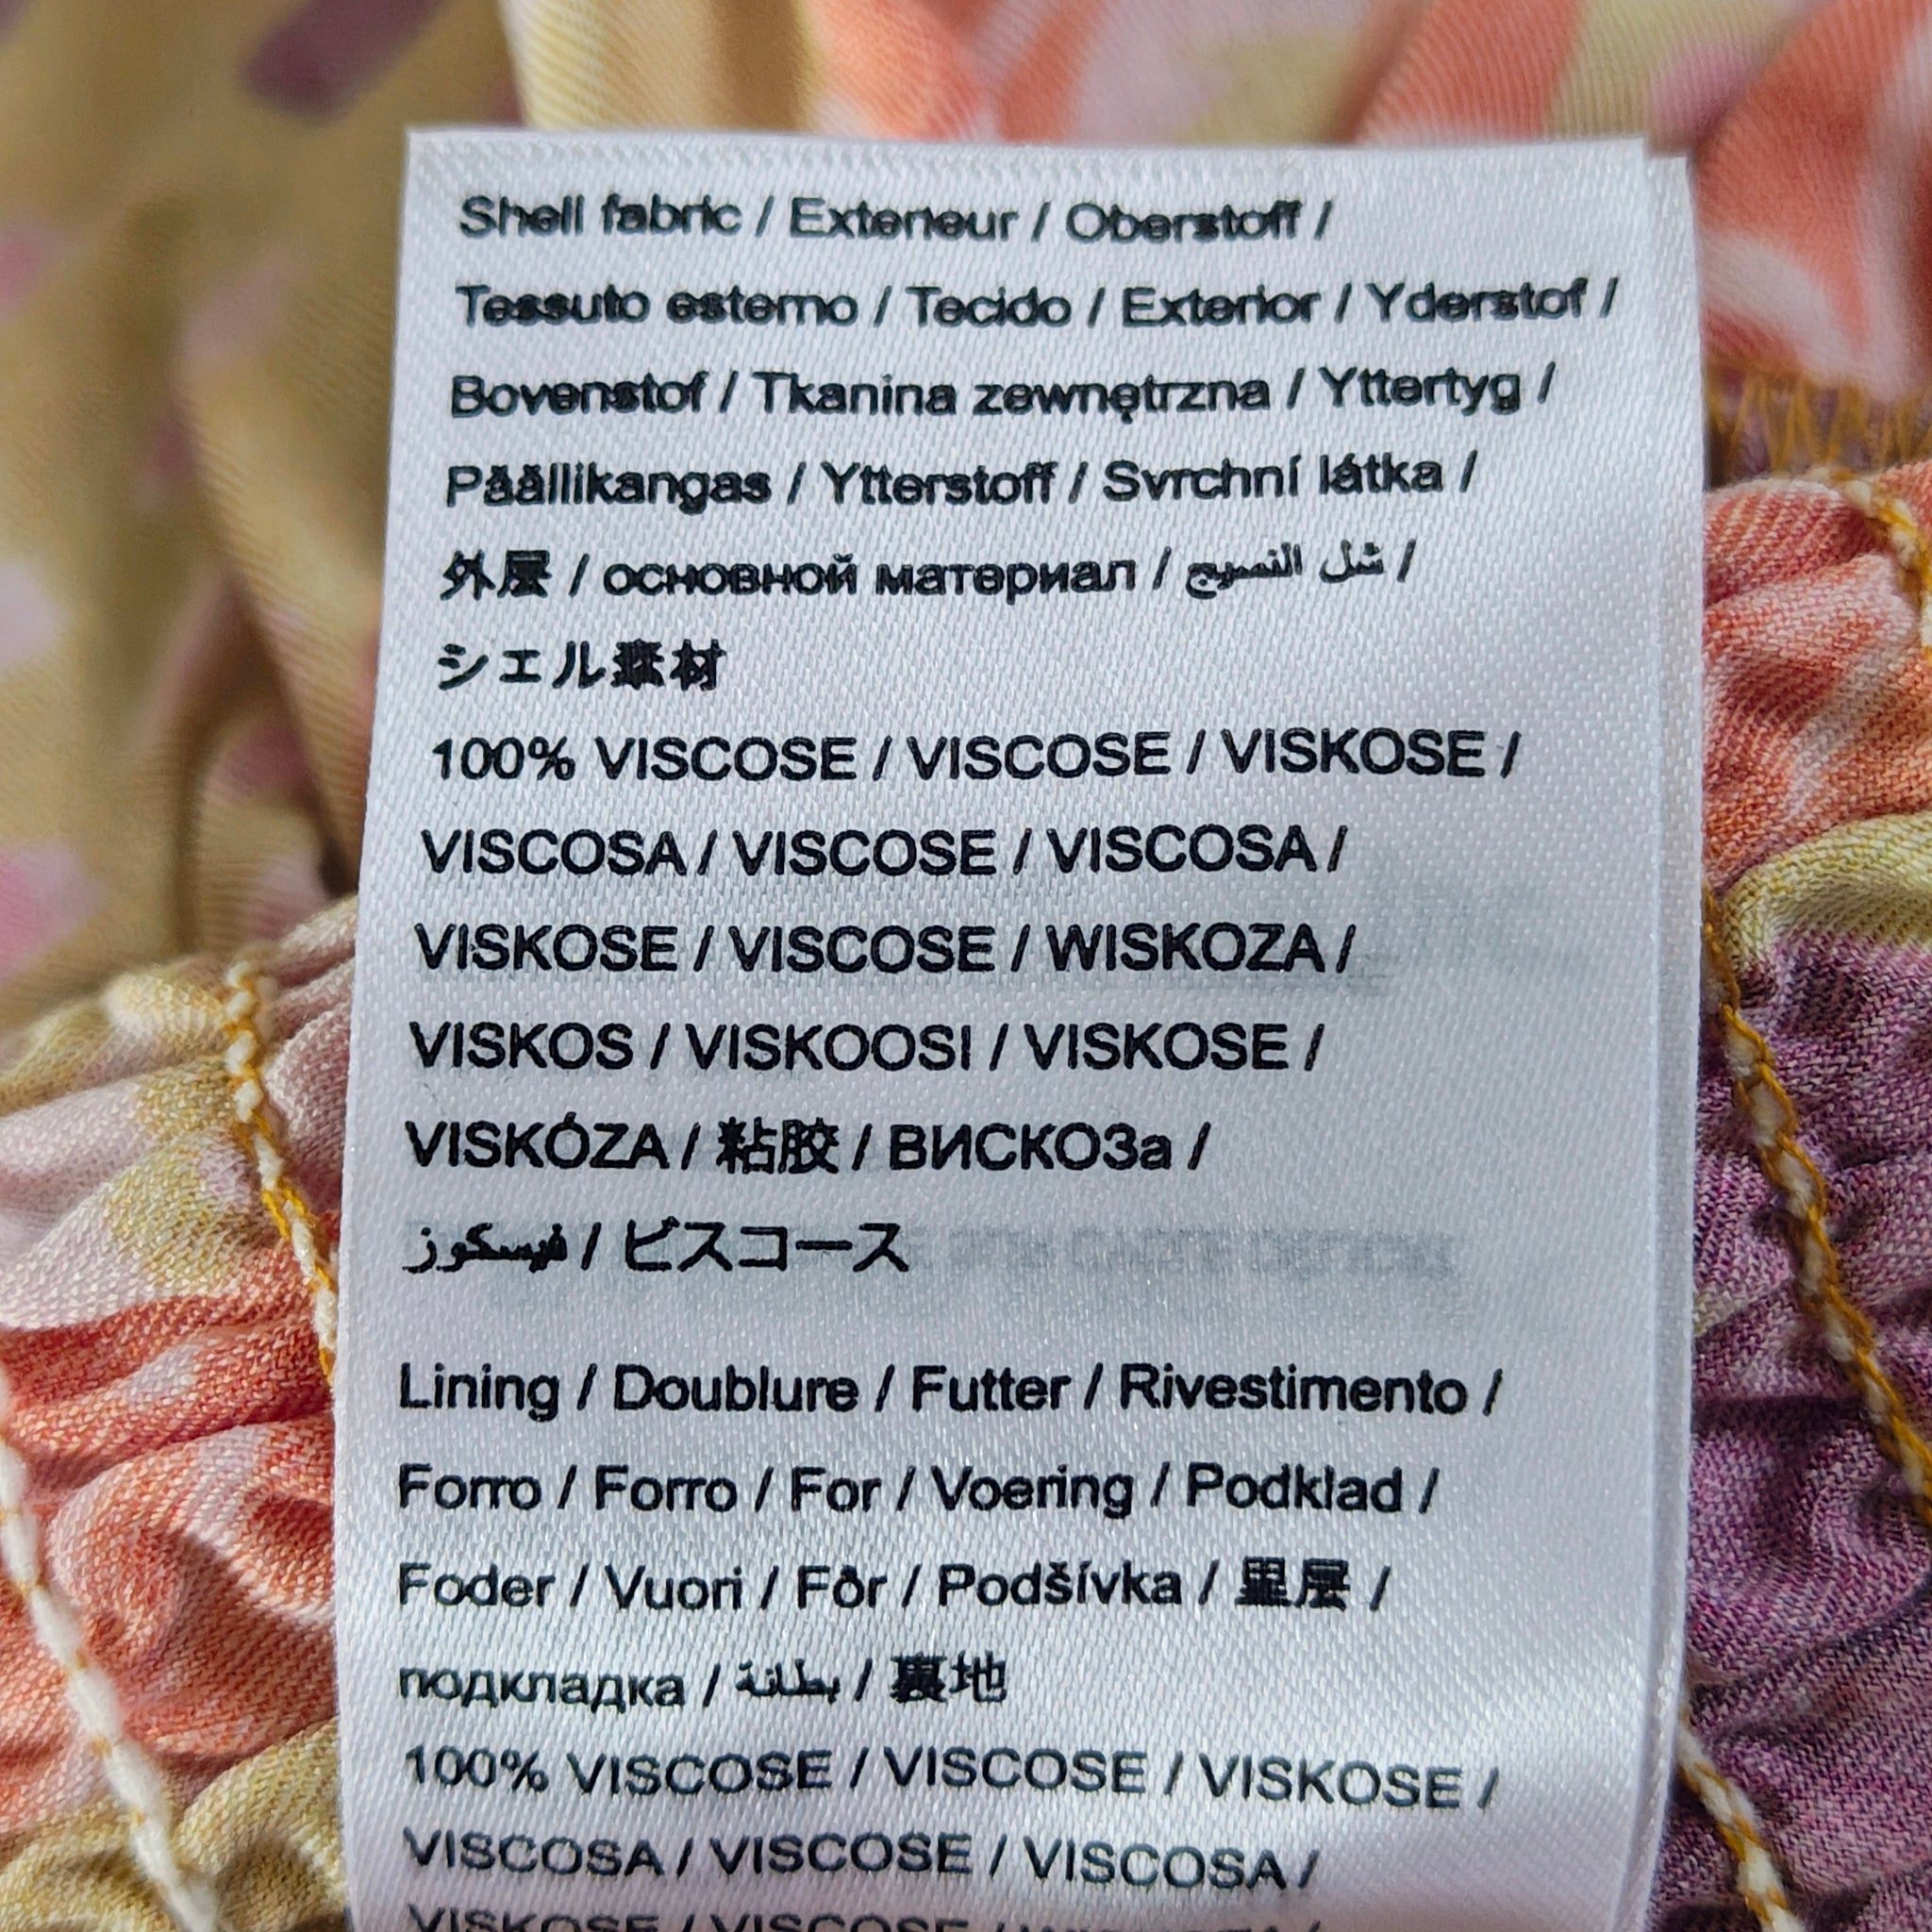 Shell fabric / Exterieur / Oberstoff /
Tessuto esterno / Tecido / Exterior / Yderstof /
Bovenstof / Tkanina zewnętrzna / Yttertyg /
Päällikangas / Ytterstoff / Svrchní látka /
外层 / основной материал / شل النسيج /
シェル素材
100% VISCOSE / VISCOSE / VISKOSE /
VISCOSA / VISCOSE / VISCOSA /
VISKOSE / VISCOSE / WISKOZA /
VISKOS / VISKOOSI / VISKOSE /
VISKÓZA / 粘胶 / ВИСКОЗа /
فيسكوز / ビスコース
Lining / Doublure / Futter / Rivestimento /
Forro / Forro / For / Voering / Podklad /
Foder / Vuori / Fôr / Podšívka / 里层 /
подкладка / بطانة / 裏地
100% VISCOSE / VISCOSE / VISKOSE /
VISCOSA / VISCOSE / VISCOSA /
VISKOSE / VISCOSE / WISKOZA /